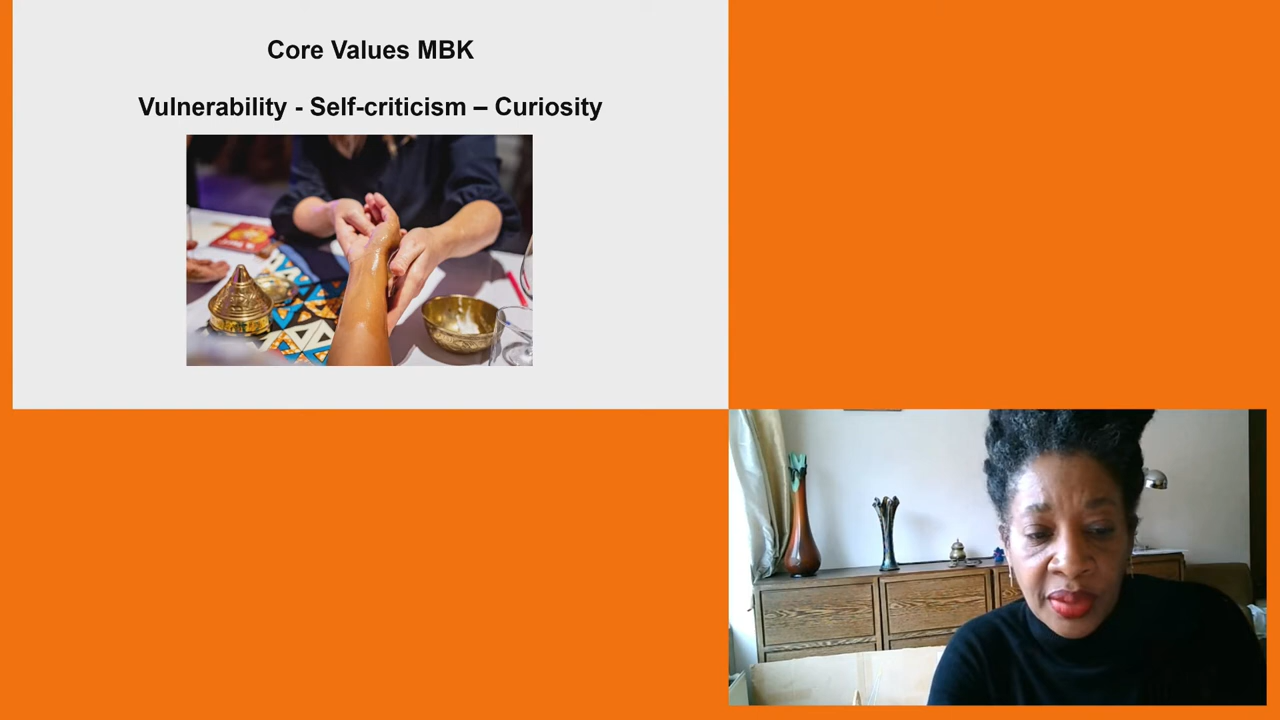 Core Values MBK
Vulnerability - Self-criticism – Curiosity